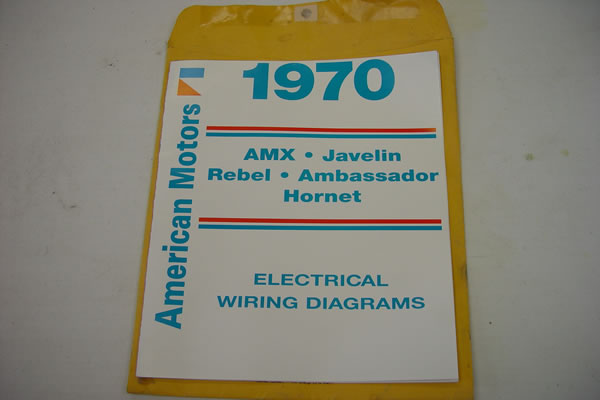 1970
American Motors
AMX • Javelin
Rebel • Ambassador
Hornet
ELECTRICAL
WIRING DIAGRAMS